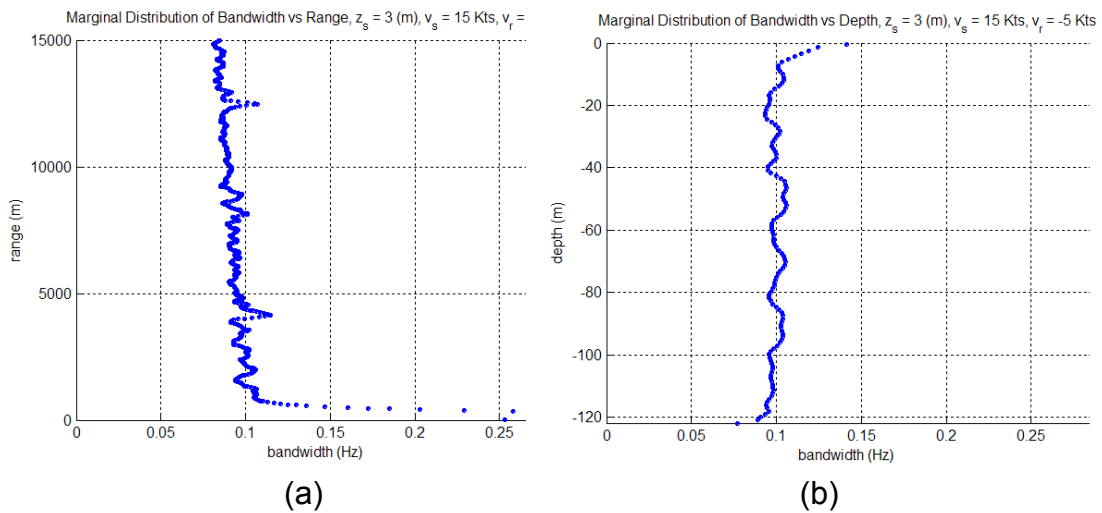 Marginal Distribution of Bandwidth vs Range, z_s = 3 (m), v_s = 15 Kts, v_r =
15000
10000
5000
0
range (m)
0 0.05 0.1 0.15 0.2 0.25
bandwidth (Hz)
(a)
Marginal Distribution of Bandwidth vs Depth, z_s = 3 (m), v_s = 15 Kts, v_r = -5 Kts
0
-20
-40
-60
-80
-100
-120
depth (m)
0 0.05 0.1 0.15 0.2 0.25
bandwidth (Hz)
(b)